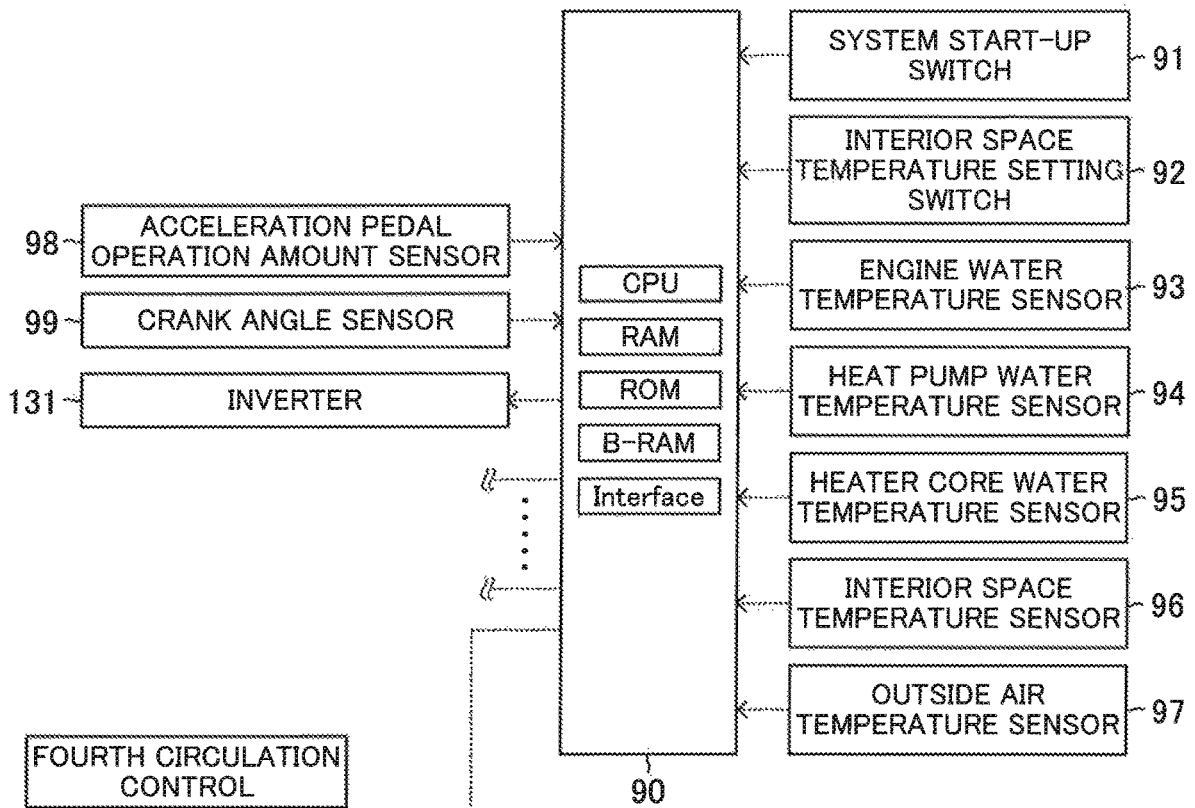 SYSTEM START-UP
SWITCH
91
INTERIOR SPACE
TEMPERATURE SETTING
SWITCH
92
98
ACCELERATION PEDAL
OPERATION AMOUNT SENSOR
ENGINE WATER
TEMPERATURE SENSOR
93
99
CRANK ANGLE SENSOR
131
INVERTER
CPU
RAM
ROM
B-RAM
Interface
HEAT PUMP WATER
TEMPERATURE SENSOR
94
HEATER CORE WATER
TEMPERATURE SENSOR
95
INTERIOR SPACE
TEMPERATURE SENSOR
96
OUTSIDE AIR
TEMPERATURE SENSOR
97
FOURTH CIRCULATION
CONTROL
90